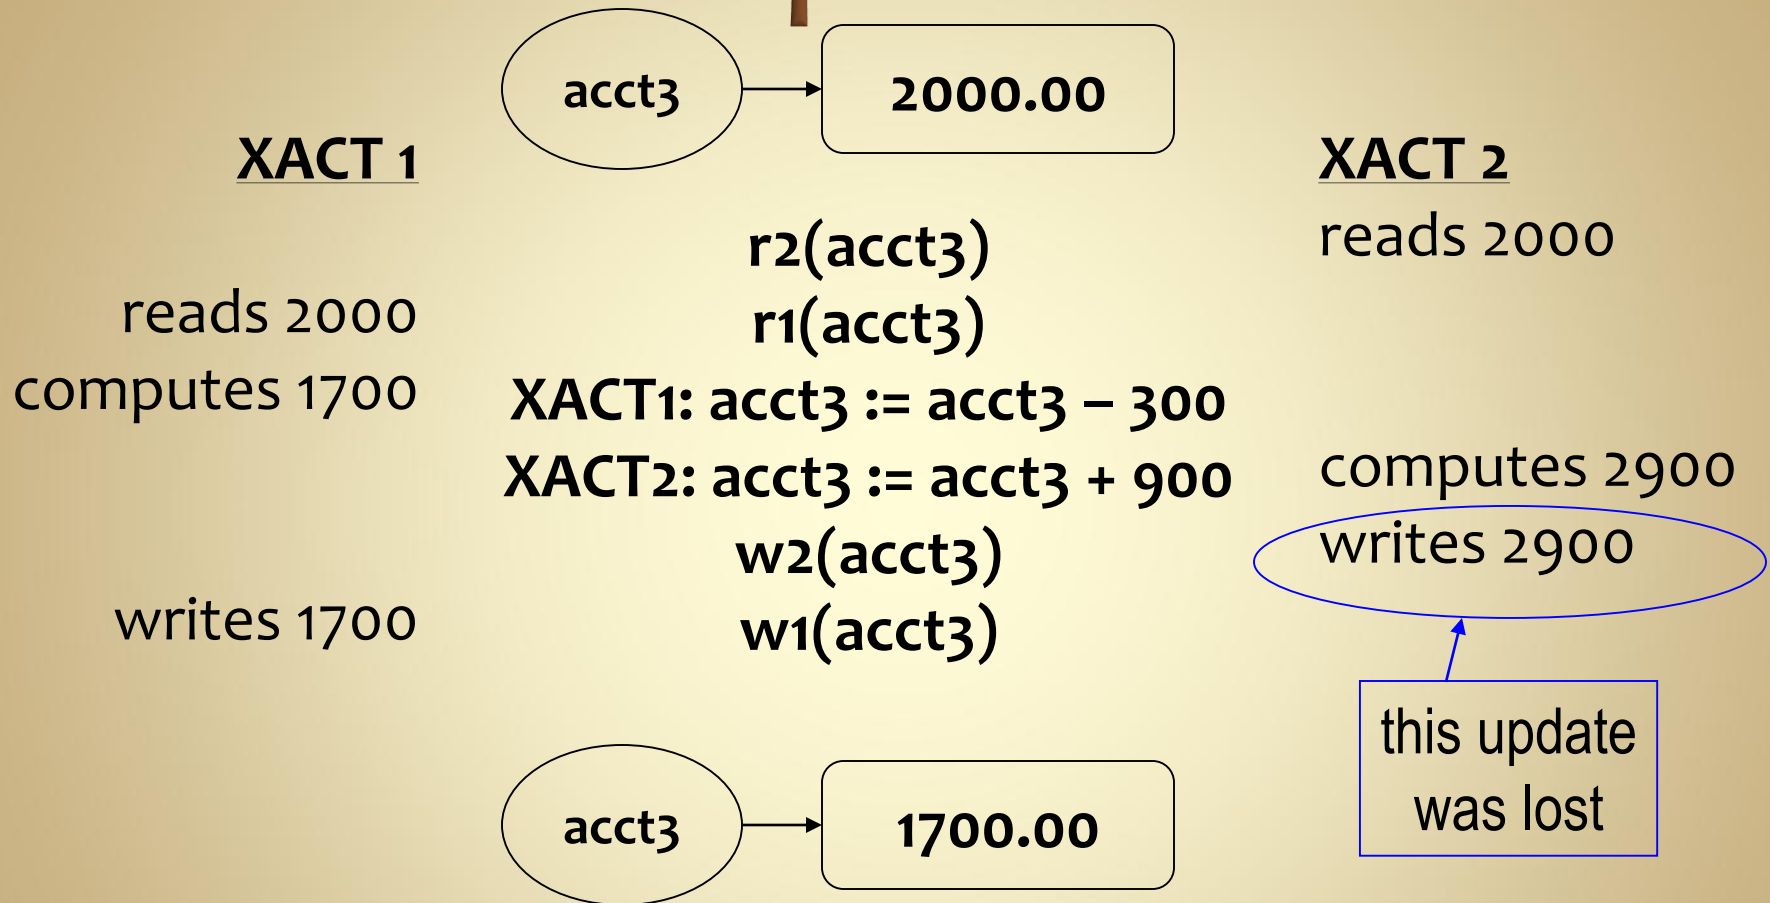 acct3
2000.00
XACT 1
XACT 2
r2(acct3)
reads 2000
reads 2000
r1(acct3)
computes 1700
XACT1: acct3 := acct3 – 300
XACT2: acct3 := acct3 + 900
computes 2900
w2(acct3)
writes 2900
writes 1700
w1(acct3)
this update
was lost
acct3
1700.00